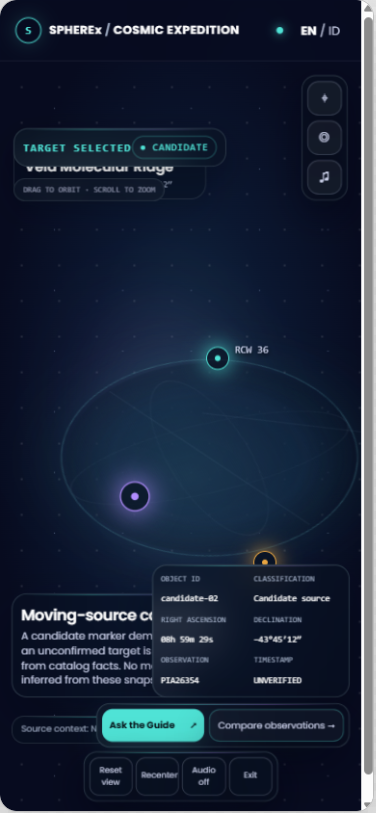 S SPHEREx / COSMIC EXPEDITION EN / ID
TARGET SELECTED CANDIDATE
Vela Molecular Ridge
DRAG TO ORBIT · SCROLL TO ZOOM 2"
RCW 36
OBJECT ID CLASSIFICATION
candidate-02 Candidate source
RIGHT ASCENSION DECLINATION
08h 59m 29s −43°45'12"
OBSERVATION TIMESTAMP
PIA26354 UNVERIFIED
Moving-source
A candidate marker
an unconfirmed target is
from catalog facts. No
inferred from these
Source context:
Ask the Guide ↗ Compare observations →
Reset view
Recenter
Audio off
Exit